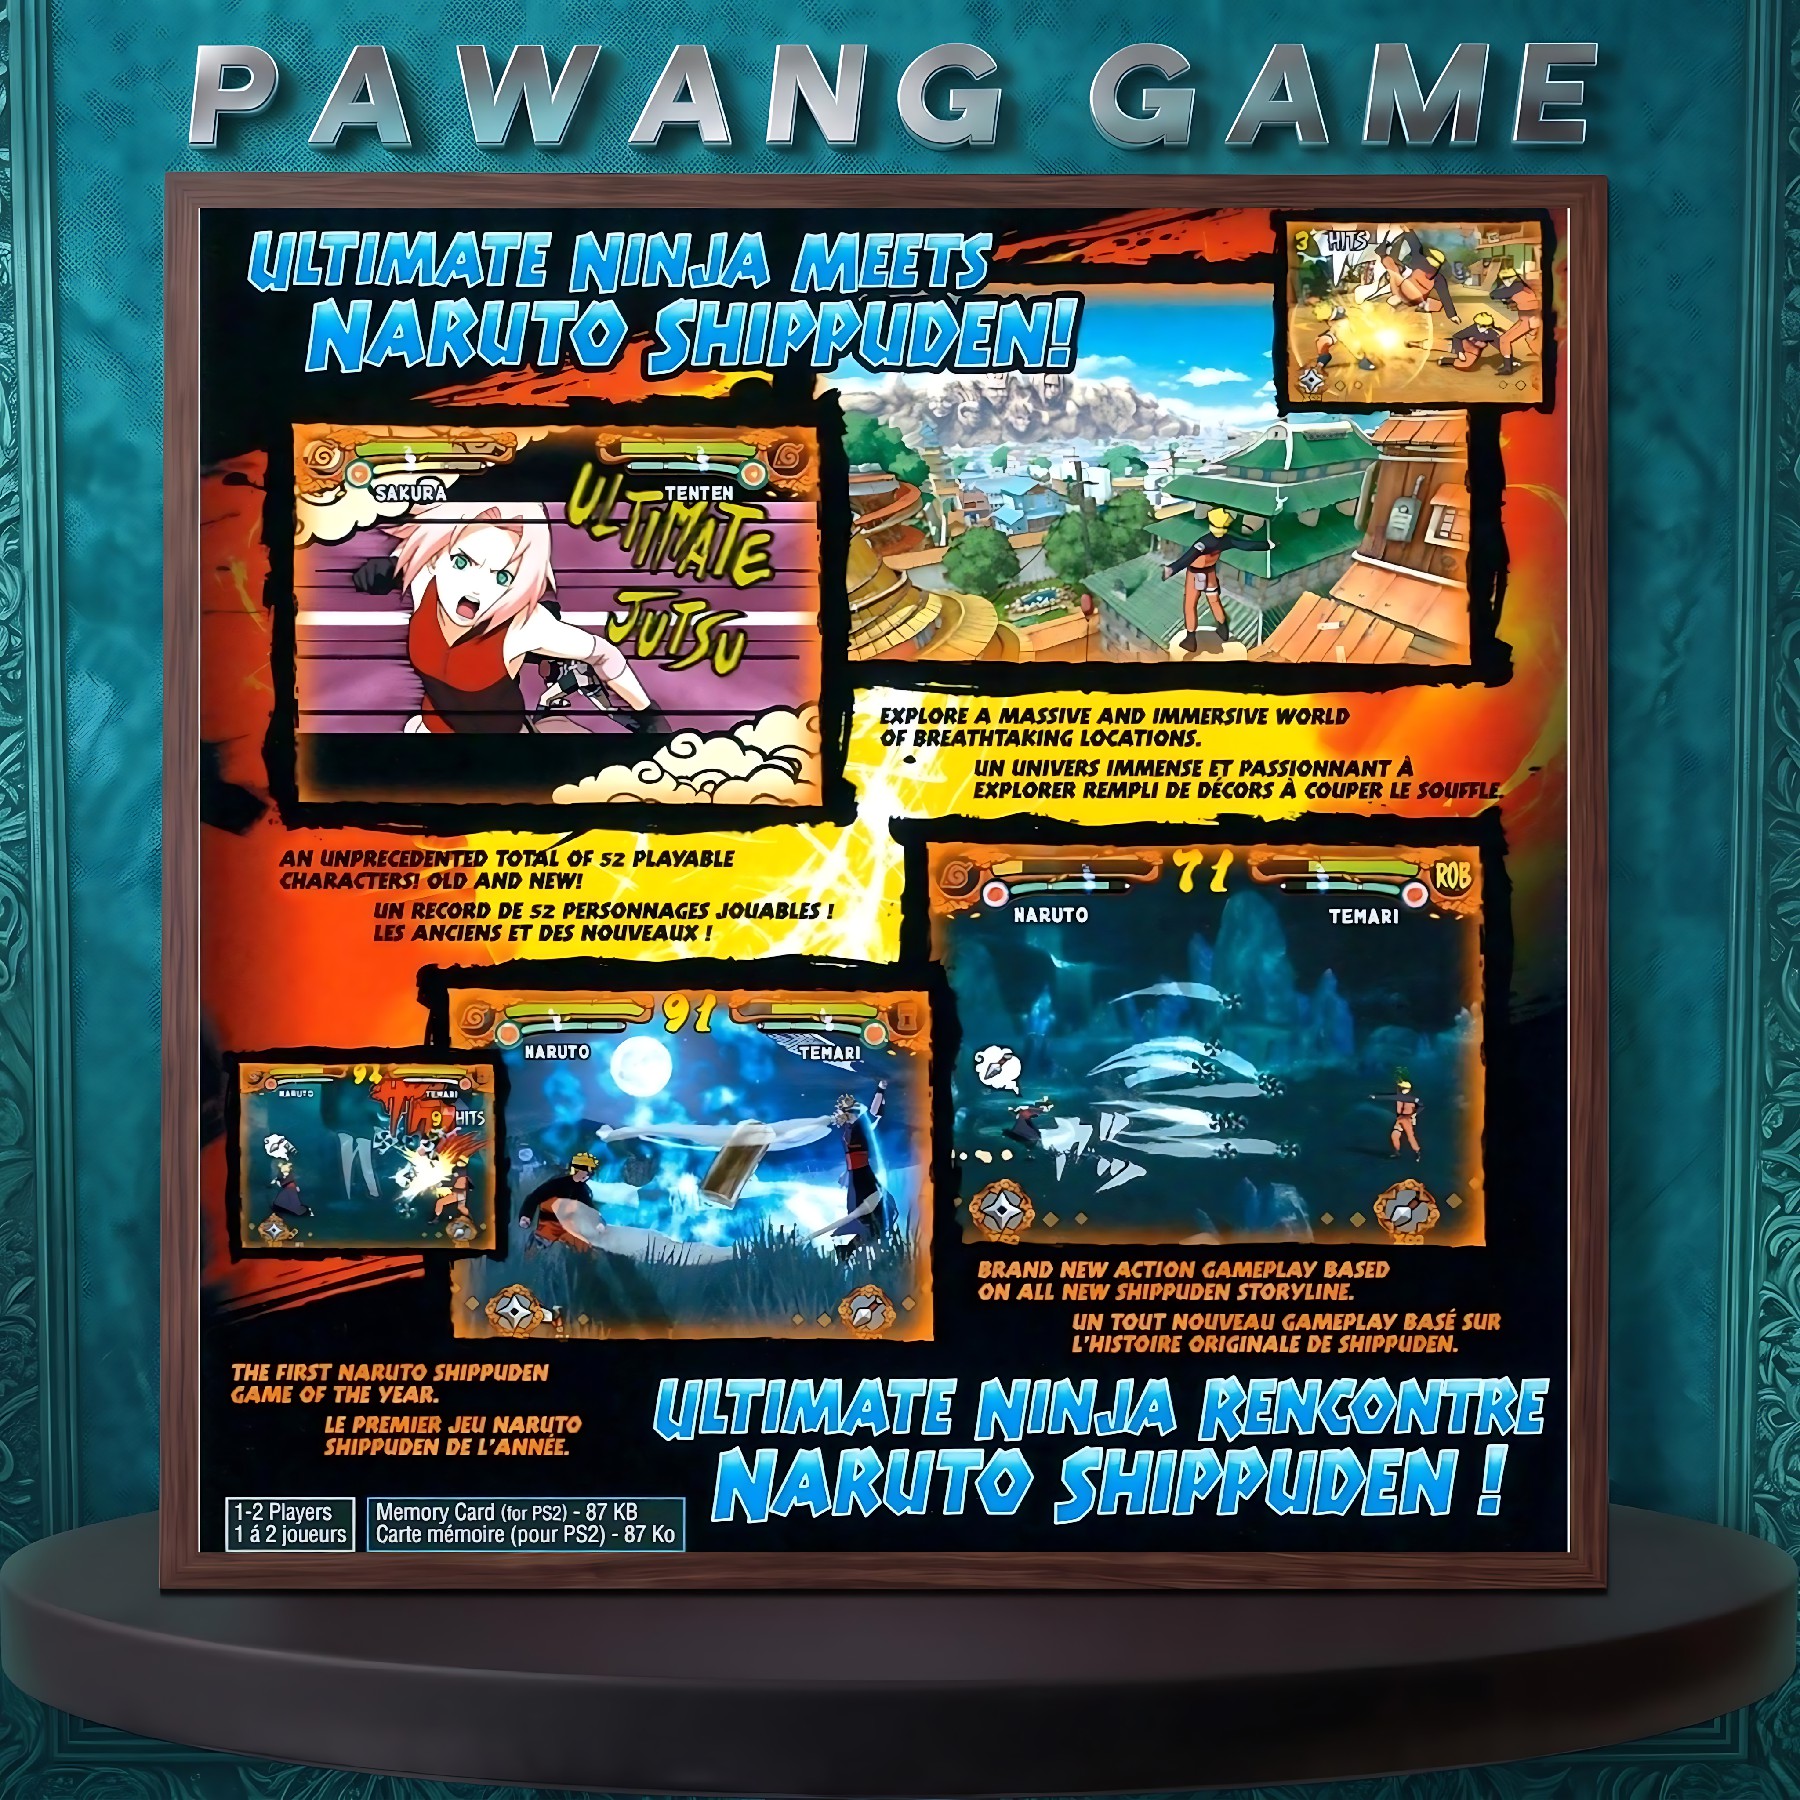 PAWANG GAME
ULTIMATE NINJA MEETS
NARUTO SHIPPUDEN!
3 HITS
SAKURA
TENTEN
ULTIMATE
JUTSU
EXPLORE A MASSIVE AND IMMERSIVE WORLD
OF BREATHTAKING LOCATIONS.
UN UNIVERS IMMENSE ET PASSIONNANT À
EXPLORER REMPLI DE DÉCORS À COUPER LE SOUFFLE.
AN UNPRECEDENTED TOTAL OF 52 PLAYABLE
CHARACTERS! OLD AND NEW!
UN RECORD DE 52 PERSONNAGES JOUABLES !
LES ANCIENS ET DES NOUVEAUX !
71
ROB
NARUTO
TEMARI
91
NARUTO
TEMARI
91
NARUTO
TEMARI
9 HITS
BRAND NEW ACTION GAMEPLAY BASED
ON ALL NEW SHIPPUDEN STORYLINE.
UN TOUT NOUVEAU GAMEPLAY BASÉ SUR
L'HISTOIRE ORIGINALE DE SHIPPUDEN.
THE FIRST NARUTO SHIPPUDEN
GAME OF THE YEAR.
LE PREMIER JEU NARUTO
SHIPPUDEN DE L'ANNÉE.
ULTIMATE NINJA RENCONTRE
NARUTO SHIPPUDEN !
1-2 Players
1 á 2 joueurs
Memory Card (for PS2) - 87 KB
Carte mémoire (pour PS2) - 87 Ko